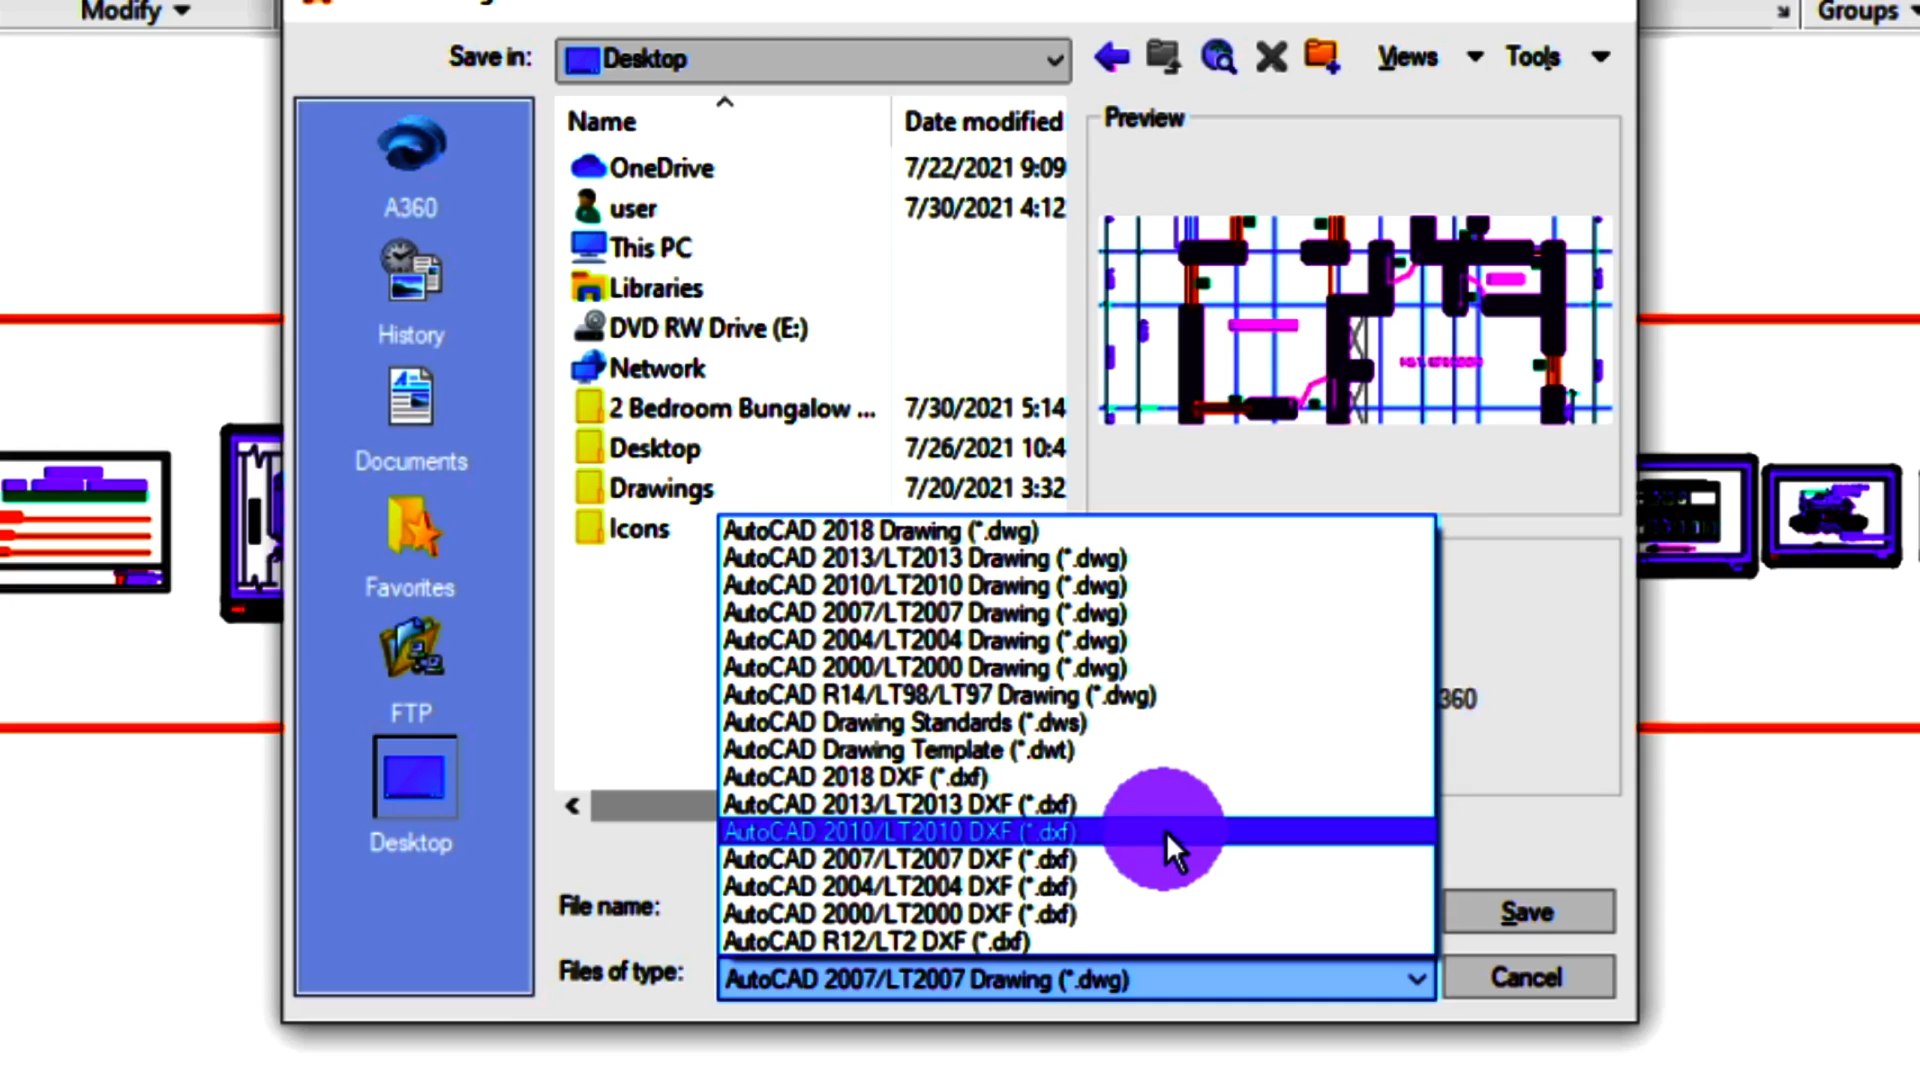 Modify
Groups
Save in:
Desktop
Views
Tools
Name
Date modified
Preview
OneDrive
7/22/2021 9:09
user
7/30/2021 4:12
This PC
Libraries
DVD RW Drive (E:)
Network
2 Bedroom Bungalow ...
7/30/2021 5:14
Desktop
7/26/2021 10:4
Drawings
7/20/2021 3:32
Icons
A360
History
Documents
Favorites
FTP
Desktop
AutoCAD 2018 Drawing (*.dwg)
AutoCAD 2013/LT2013 Drawing (*.dwg)
AutoCAD 2010/LT2010 Drawing (*.dwg)
AutoCAD 2007/LT2007 Drawing (*.dwg)
AutoCAD 2004/LT2004 Drawing (*.dwg)
AutoCAD 2000/LT2000 Drawing (*.dwg)
AutoCAD R14/LT98/LT97 Drawing (*.dwg)
AutoCAD Drawing Standards (*.dws)
AutoCAD Drawing Template (*.dwt)
AutoCAD 2018 DXF (*.dxf)
AutoCAD 2013/LT2013 DXF (*.dxf)
AutoCAD 2010/LT2010 DXF (*.dxf)
AutoCAD 2007/LT2007 DXF (*.dxf)
AutoCAD 2004/LT2004 DXF (*.dxf)
AutoCAD 2000/LT2000 DXF (*.dxf)
AutoCAD R12/LT2 DXF (*.dxf)
360
File name:
Save
Files of type:
AutoCAD 2007/LT2007 Drawing (*.dwg)
Cancel